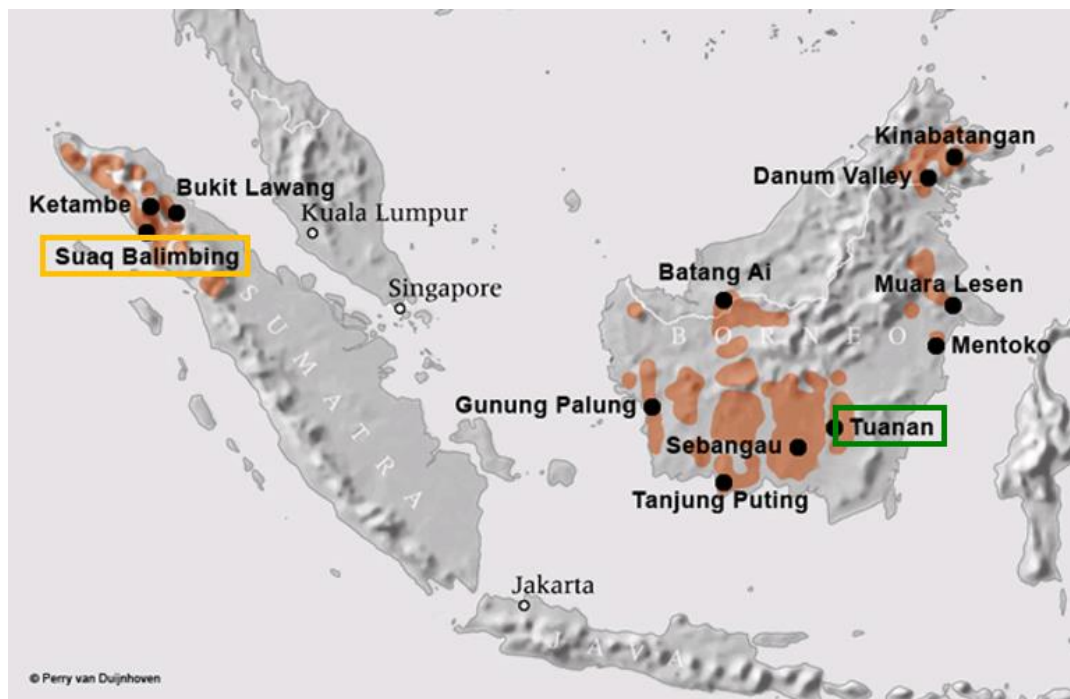 Kinabatangan
Danum Valley
Bukit Lawang
Ketambe
Kuala Lumpur
Suaq Balimbing
Singapore
Batang Ai
Muara Lesen
SUMATRA
BORNEO
Mentoko
Gunung Palung
Tuanan
Sebangau
Tanjung Puting
Jakarta
JAVA
© Perry van Duijnhoven